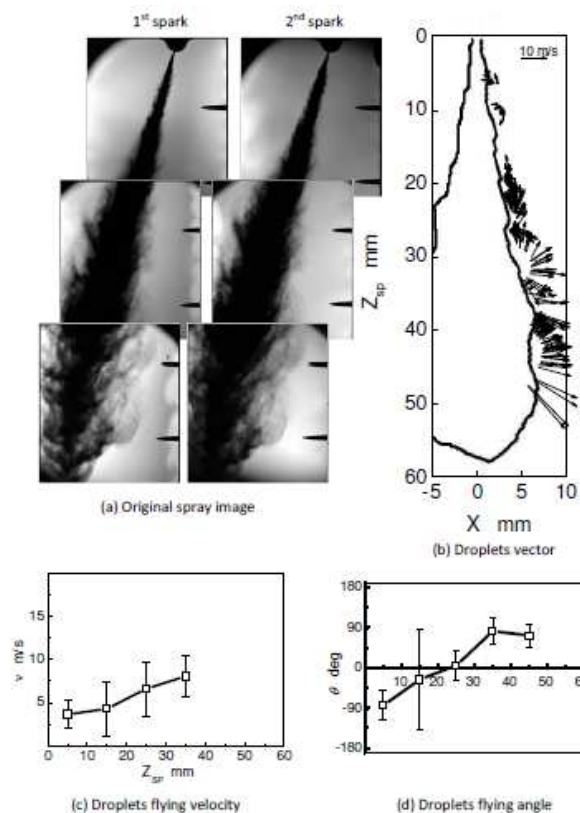 1st spark
2nd spark
(a) Original spray image
0
10
20
30
40
50
60
Zsp mm
-5
0
5
10
X mm
10 m/s
(b) Droplets vector
20
15
10
5
v m/s
0
10
20
30
40
50
60
ZSP mm
(c) Droplets flying velocity
180
90
0
-90
-180
θ deg
10
20
30
40
50
(d) Droplets flying angle